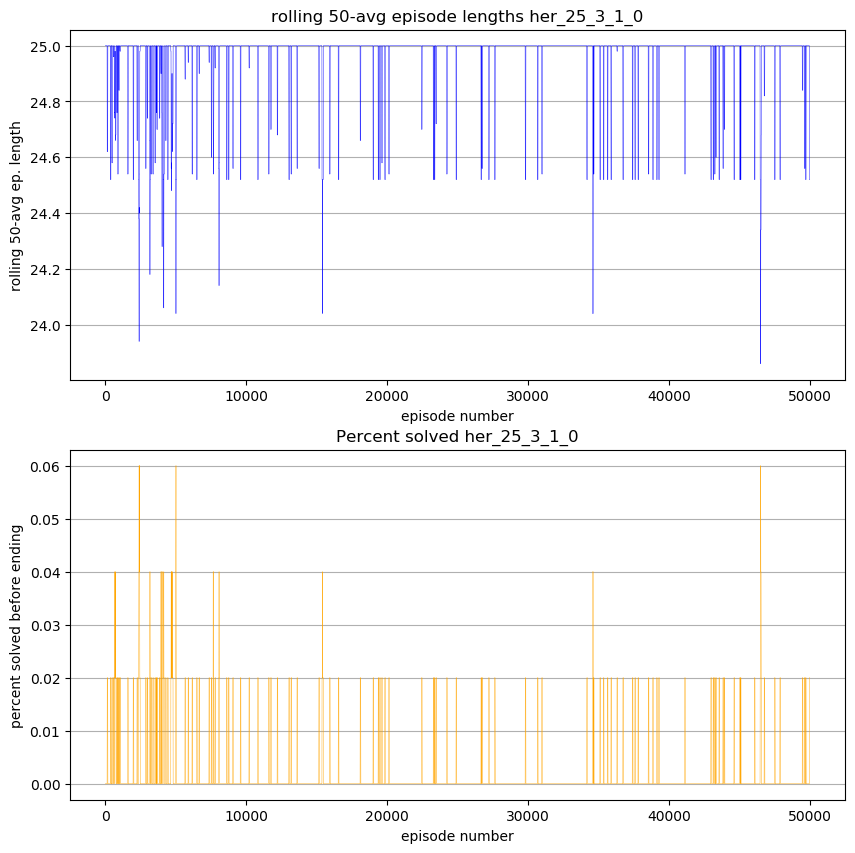 rolling 50-avg episode lengths her_25_3_1_0
rolling 50-avg ep. length
25.0
24.8
24.6
24.4
24.2
24.0
0 10000 20000 30000 40000 50000
episode number
Percent solved her_25_3_1_0
percent solved before ending
0.06
0.05
0.04
0.03
0.02
0.01
0.00
0 10000 20000 30000 40000 50000
episode number